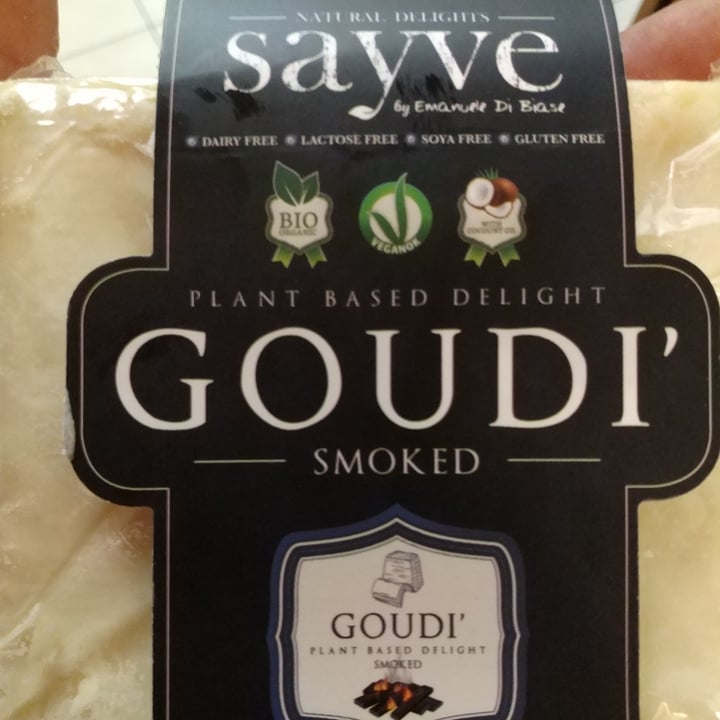 NATURAL DELIGHTS
sayve
by Emanuele Di Biase
DAIRY FREE LACTOSE FREE SOYA FREE GLUTEN FREE
BIO
ORGANIC
VEGANOK
WITH
COCONUT OIL
PLANT BASED DELIGHT
GOUDI'
SMOKED
GOUDI'
PLANT BASED DELIGHT
SMOKED